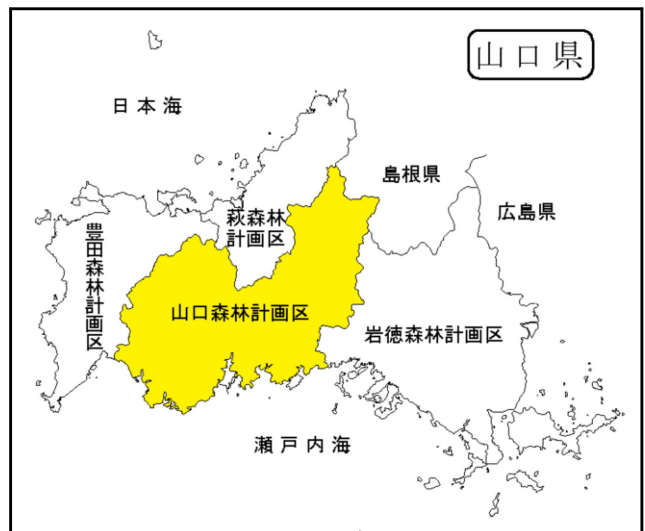 山口県
日本海
島根県
広島県
萩森林
計画区
豊田森林計画区
山口森林計画区
岩徳森林計画区
瀬戸内海